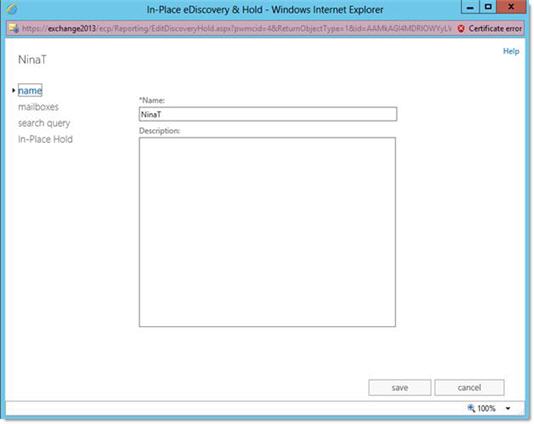 In-Place eDiscovery & Hold - Windows Internet Explorer
https://exchange2013/ecp/Reporting/EditDiscoveryHold.aspx?pwmcid=4&ReturnObjectType=1&id= Certificate error
Help
NinaT
name
mailboxes
search query
In-Place Hold
*Name:
NinaT
Description:
save cancel
100%